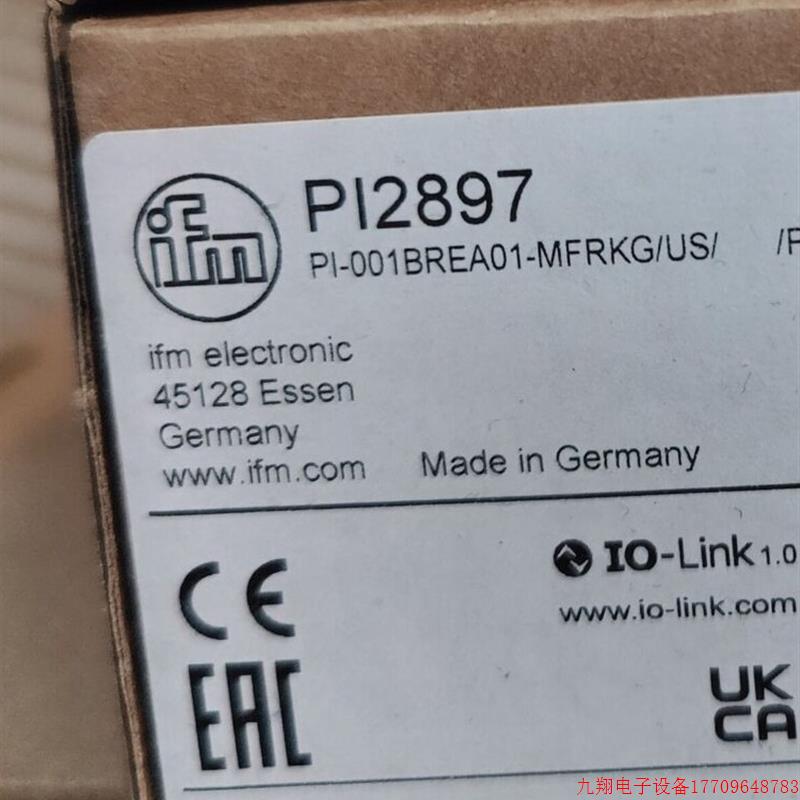 ifm
PI2897
PI-001BREA01-MFRKG/US/ /P
ifm electronic
45128 Essen
Germany
www.ifm.com
Made in Germany
IO-Link 1.0
www.io-link.com
CE
EAC
UK
CA
九翔电子设备17709648783